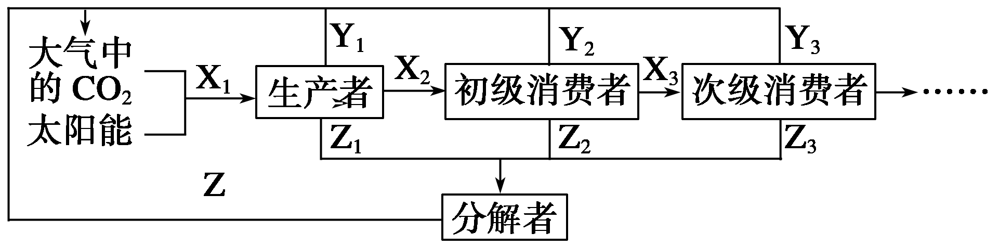 Y₁
Y₂
Y₃
大气中
的 CO₂
太阳能
X₁
生产者
X₂
初级消费者
X₃
次级消费者
······
Z₁
Z₂
Z₃
Z
分解者